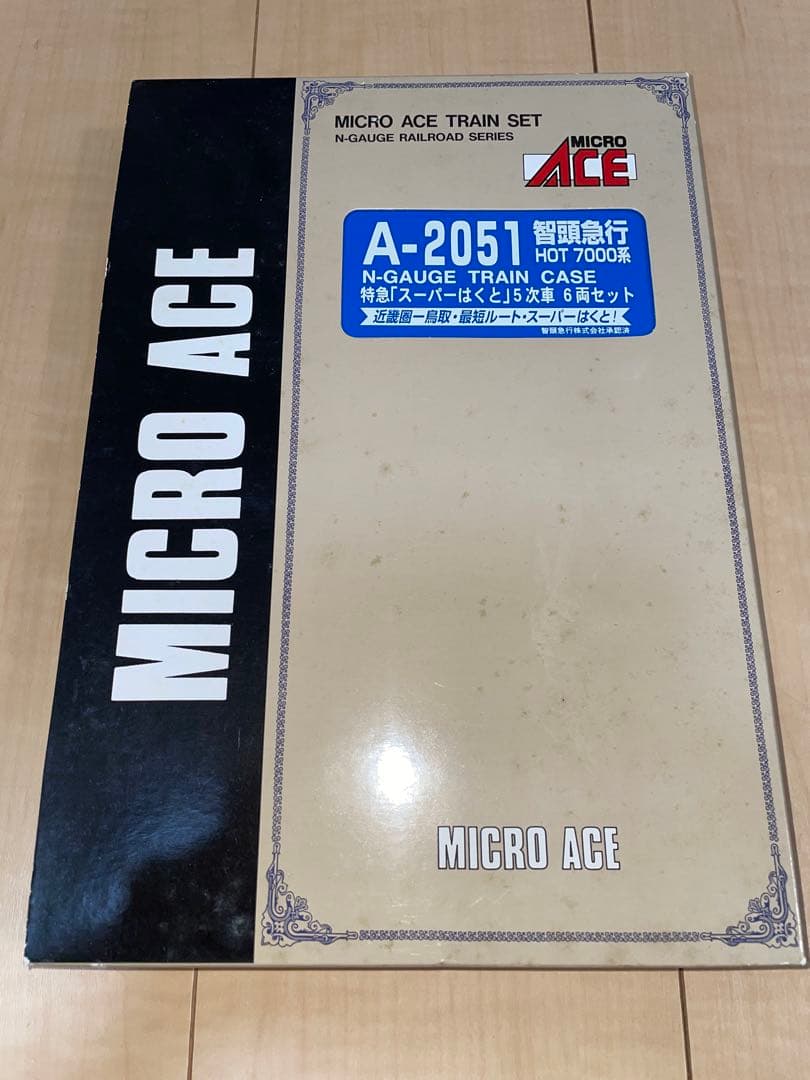 MICRO ACE
MICRO ACE TRAIN SET
N-GAUGE RAILROAD SERIES
MICRO
ACE
A-2051 智頭急行
HOT 7000系
N-GAUGE TRAIN CASE
特急「スーパーはくと」5次車 6両セット
近畿圏ー鳥取・最短ルート・スーパーはくと!
智頭急行株式会社承認済
MICRO ACE